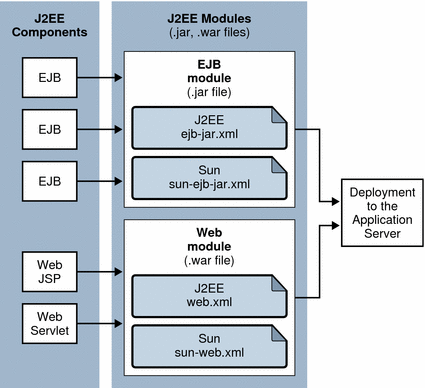 J2EE
Components
J2EE Modules
(.jar, .war files)
EJB
EJB
EJB
EJB
module
(.jar file)
J2EE
ejb-jar.xml
Sun
sun-ejb-jar.xml
Web
JSP
Web
Servlet
Web
module
(.war file)
J2EE
web.xml
Sun
sun-web.xml
Deployment
to the
Application
Server